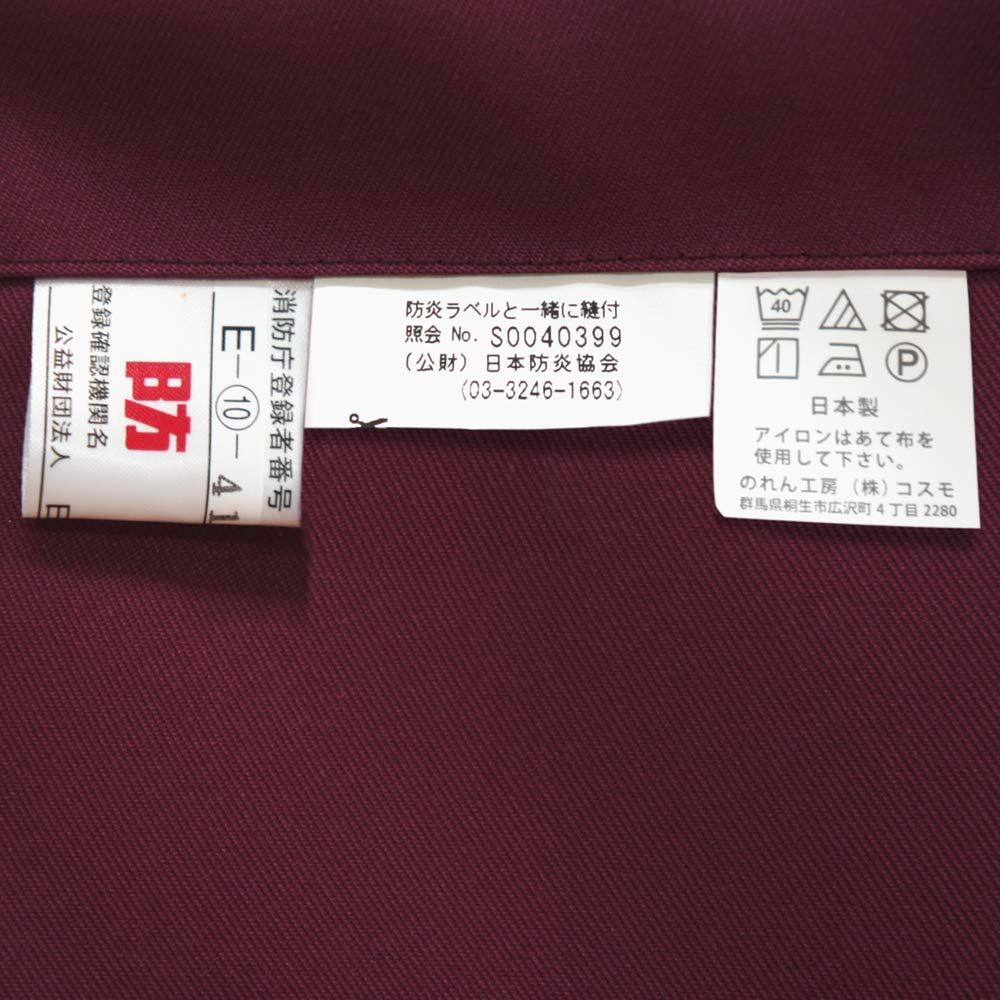 消防庁登録者番号
E-⑩-41
防
登録確認機関名
公益財団法人
防炎ラベルと一緒に縫付
照会 No. S0040399
(公財) 日本防炎協会
(03-3246-1663)
40
P
日本製
アイロンはあて布を
使用して下さい。
のれん工房 (株) コスモ
群馬県桐生市広沢町4丁目2280